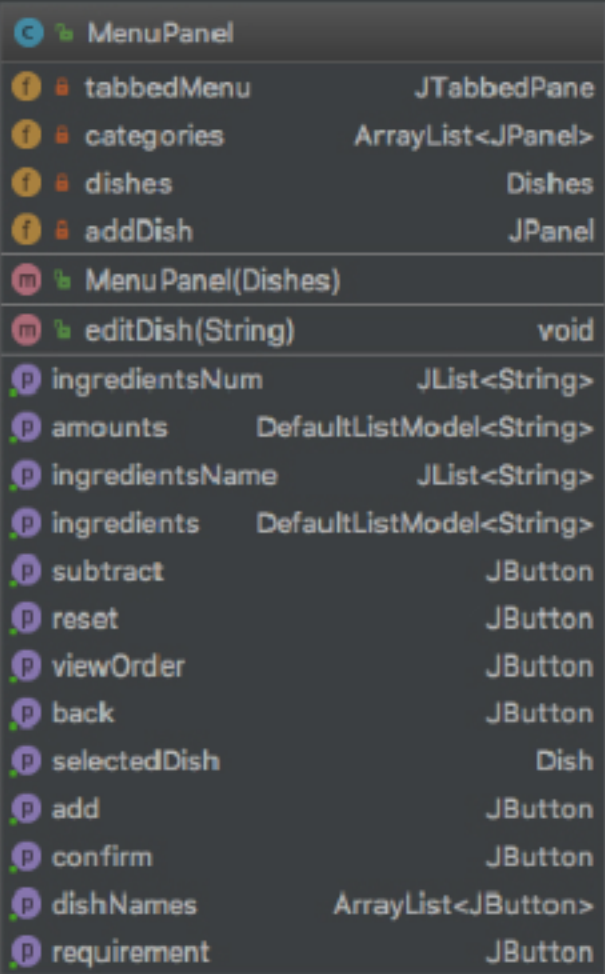 C MenuPanel
f tabbedMenu JTabbedPane
f categories ArrayList<JPanel>
f dishes Dishes
f addDish JPanel
m MenuPanel(Dishes)
m editDish(String) void
p ingredientsNum JList<String>
p amounts DefaultListModel<String>
p ingredientsName JList<String>
p ingredients DefaultListModel<String>
p subtract JButton
p reset JButton
p viewOrder JButton
p back JButton
p selectedDish Dish
p add JButton
p confirm JButton
p dishNames ArrayList<JButton>
p requirement JButton